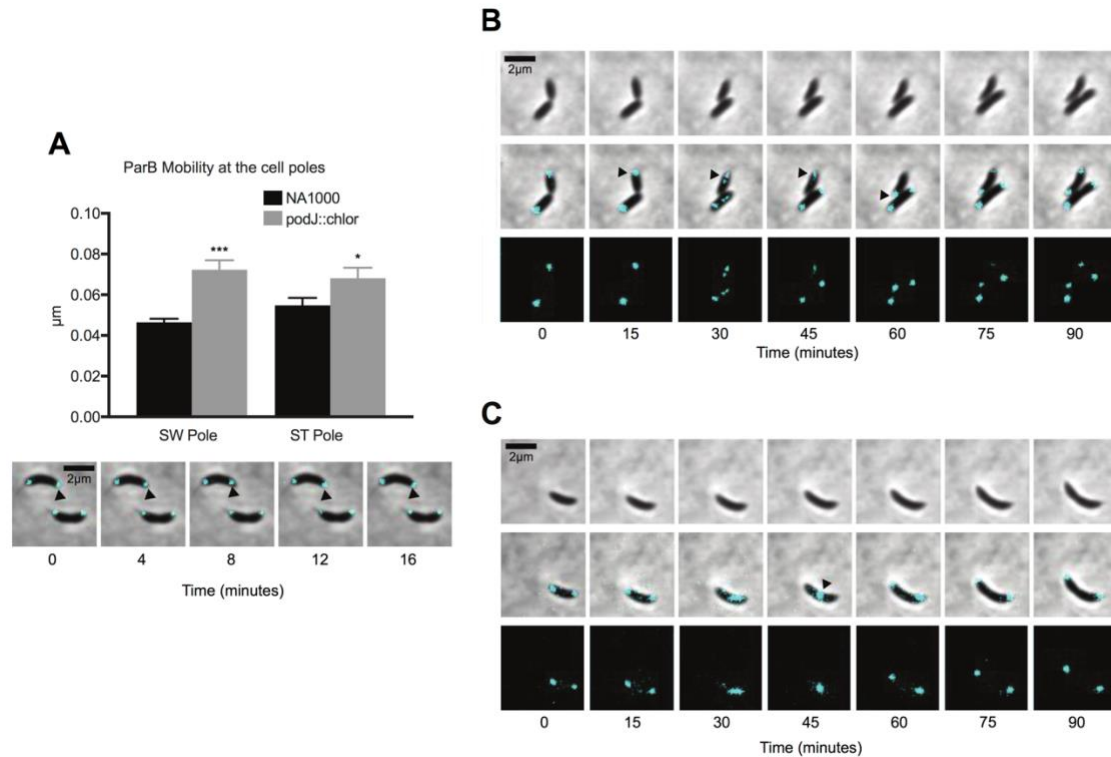 A
ParB Mobility at the cell poles
NA1000
podJ::chlor
0.10
0.08
0.06
0.04
0.02
0.00
µm
***
*
SW Pole
ST Pole
2µm
0 4 8 12 16
Time (minutes)
B
2µm
0 15 30 45 60 75 90
Time (minutes)
C
2µm
0 15 30 45 60 75 90
Time (minutes)